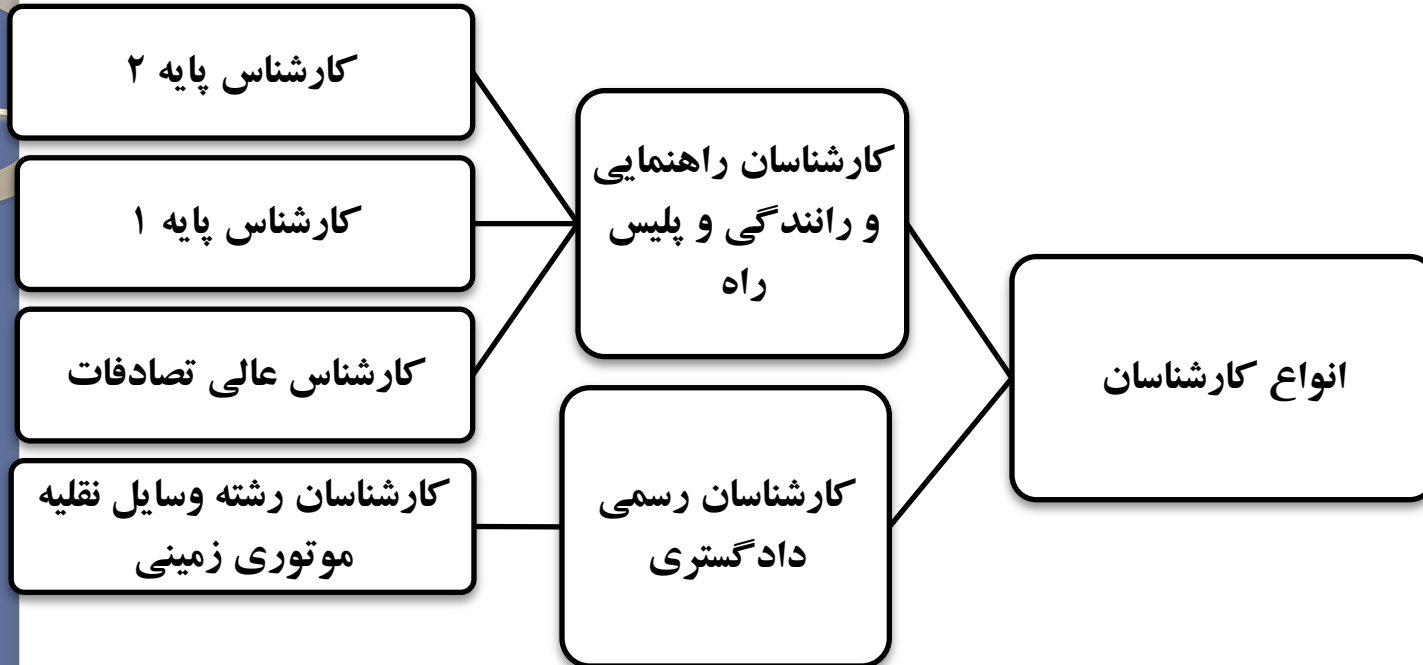 انواع کارشناسان
کارشناسان راهنمایی
و رانندگی و پلیس
راه
کارشناس پایه ۲
کارشناس پایه ۱
کارشناس عالی تصادفات
کارشناسان رسمی
دادگستری
کارشناسان رشته وسایل نقلیه
موتوری زمینی